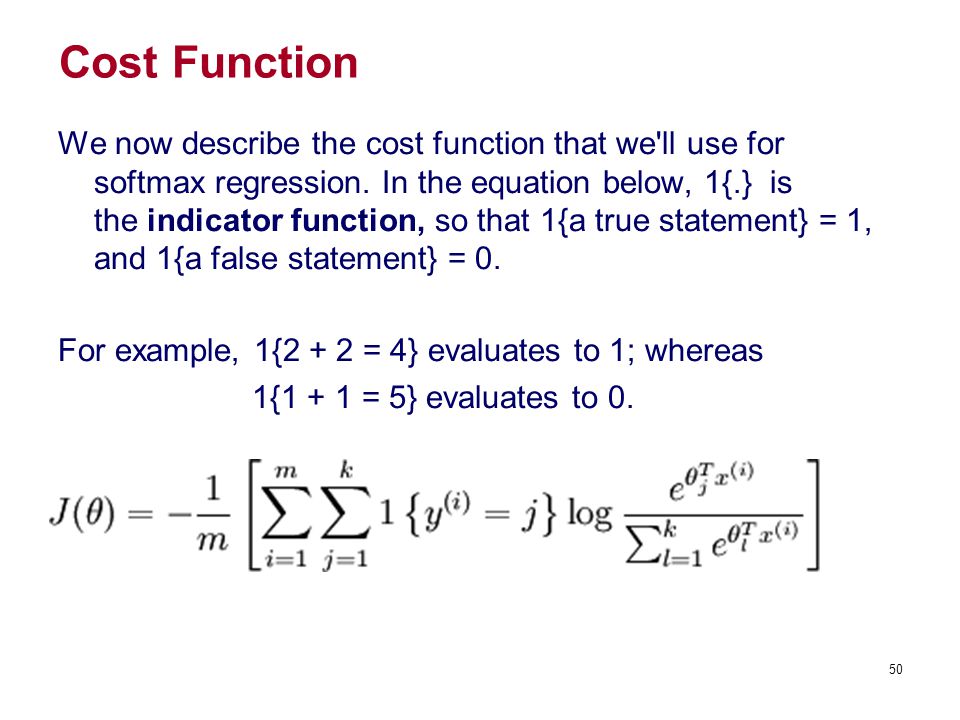 Cost Function
We now describe the cost function that we'll use for
softmax regression. In the equation below, 1{.} is
the indicator function, so that 1{a true statement} = 1,
and 1{a false statement} = 0.
For example, 1{2 + 2 = 4} evaluates to 1; whereas
1{1 + 1 = 5} evaluates to 0.
J(θ) = −\frac{1}{m} \left[ \sum_{i=1}^{m} \sum_{j=1}^{k} 1\left\{y^{(i)} = j\right\} \log \frac{e^{\theta_j^T x^{(i)}}}{\sum_{l=1}^{k} e^{\theta_l^T x^{(i)}}} \right]
50